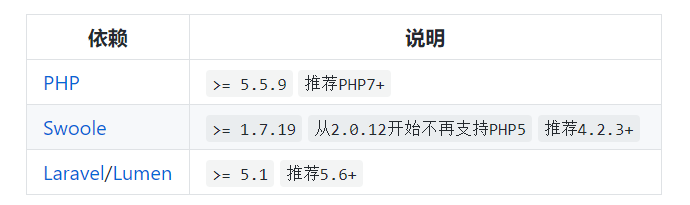 依赖 说明
PHP >= 5.5.9 推荐PHP7+
Swoole >= 1.7.19 从2.0.12开始不再支持PHP5 推荐4.2.3+
Laravel/Lumen >= 5.1 推荐5.6+